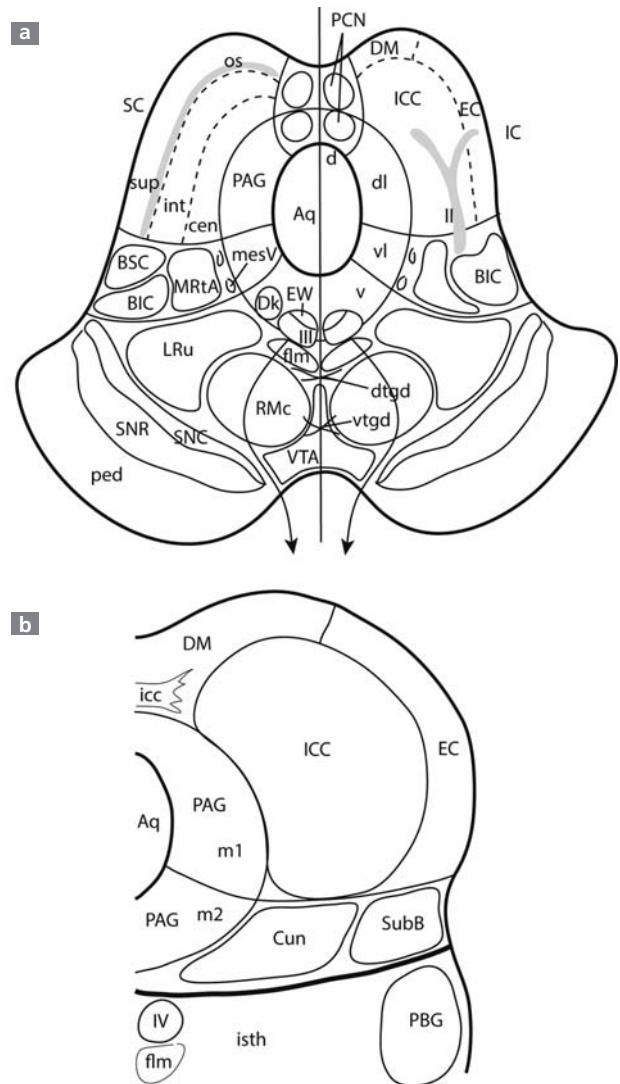 a
PCN
DM
os
ICC
EC
SC
IC
d
sup
PAG
dl
int
Aq
ll
cen
BSC
mesV
vl
MRtA
BIC
BIC
Dk
EW
v
III
LRu
flm
dtgd
RMc
vtgd
SNR
SNC
VTA
ped
b
DM
icc
ICC
EC
PAG
Aq
m1
PAG
m2
Cun
SubB
IV
PBG
isth
flm